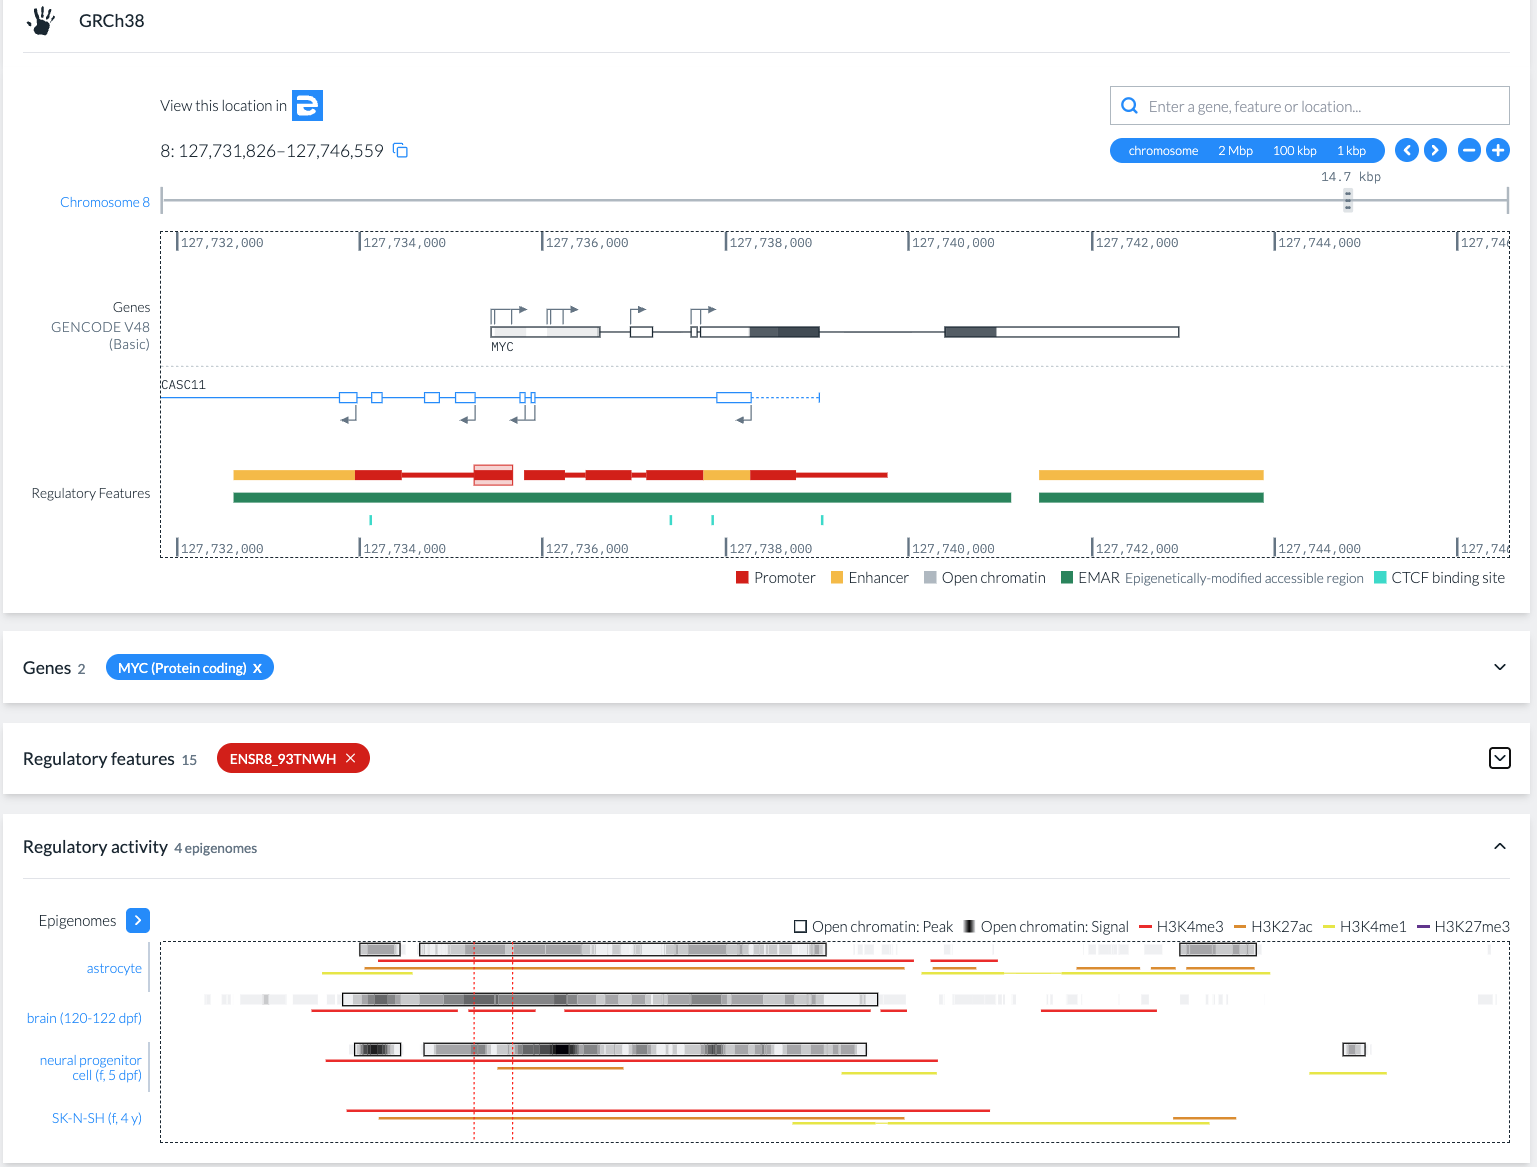 GRCh38
View this location in
Enter a gene, feature or location...
8: 127,731,826–127,746,559
chromosome 2 Mbp 100 kbp 1 kbp
14.7 kbp
Chromosome 8
127,732,000 127,734,000 127,736,000 127,738,000 127,740,000 127,742,000 127,744,000 127,746
Genes
GENCODE V48
(Basic)
MYC
CASC11
Regulatory Features
127,732,000 127,734,000 127,736,000 127,738,000 127,740,000 127,742,000 127,744,000 127,746
Promoter Enhancer Open chromatin EMAR Epigenetically-modified accessible region CTCF binding site
Genes 2 MYC (Protein coding) X
Regulatory features 15 ENSR8_93TNWH
Regulatory activity 4 epigenomes
Epigenomes
Open chromatin: Peak Open chromatin: Signal H3K4me3 H3K27ac H3K4me1 H3K27me3
astrocyte
brain (120-122 dpf)
neural progenitor
cell (f, 5 dpf)
SK-N-SH (f, 4 y)